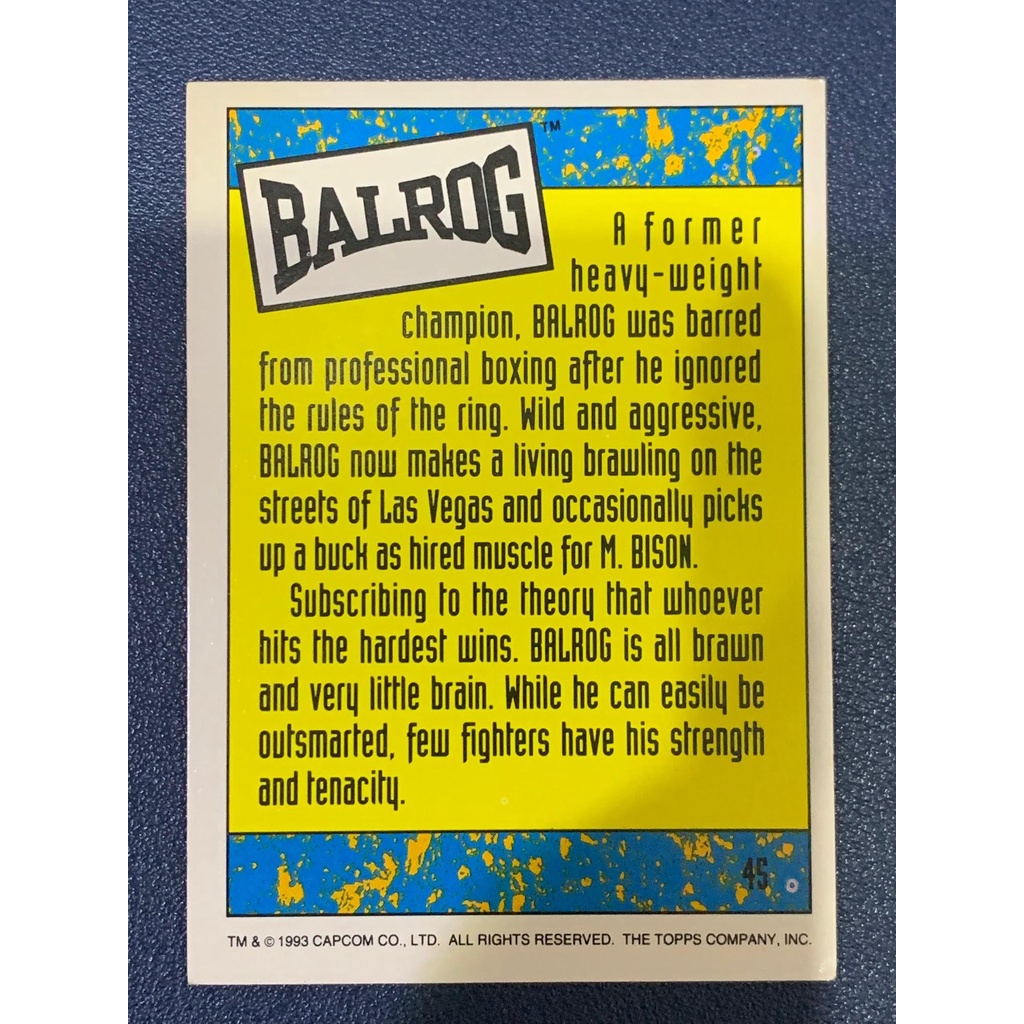 BALROG™
A former
heavy-weight
champion, BALROG was barred
from professional boxing after he ignored
the rules of the ring. Wild and aggressive,
BALROG now makes a living brawling on the
streets of Las Vegas and occasionally picks
up a buck as hired muscle for M. BISON.
Subscribing to the theory that whoever
hits the hardest wins. BALROG is all brawn
and very little brain. While he can easily be
outsmarted, few fighters have his strength
and tenacity.
45
TM & © 1993 CAPCOM CO., LTD. ALL RIGHTS RESERVED. THE TOPPS COMPANY, INC.